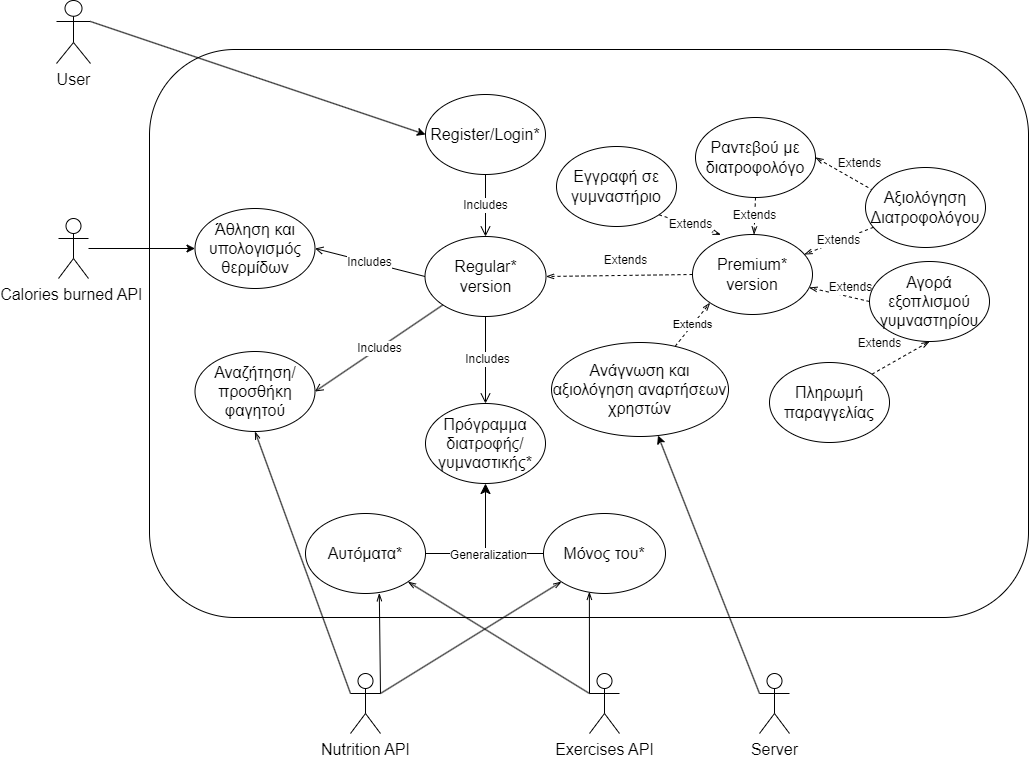 User
Register/Login*
Ραντεβού με
διατροφολόγο
Extends
Εγγραφή σε
γυμναστήριο
Includes
Extends
Extends
Αξιολόγηση
Διατροφολόγου
Άθληση και
υπολογισμός
θερμίδων
Includes
Regular*
version
Extends
Premium*
version
Extends
Calories burned API
Extends
Αγορά
εξοπλισμού
γυμναστηρίου
Extends
Includes
Includes
Extends
Αναζήτηση/
προσθήκη
φαγητού
Ανάγνωση και
αξιολόγηση αναρτήσεων
χρηστών
Πληρωμή
παραγγελίας
Πρόγραμμα
διατροφής/
γυμναστικής*
Αυτόματα*
Generalization
Μόνος του*
Nutrition API
Exercises API
Server